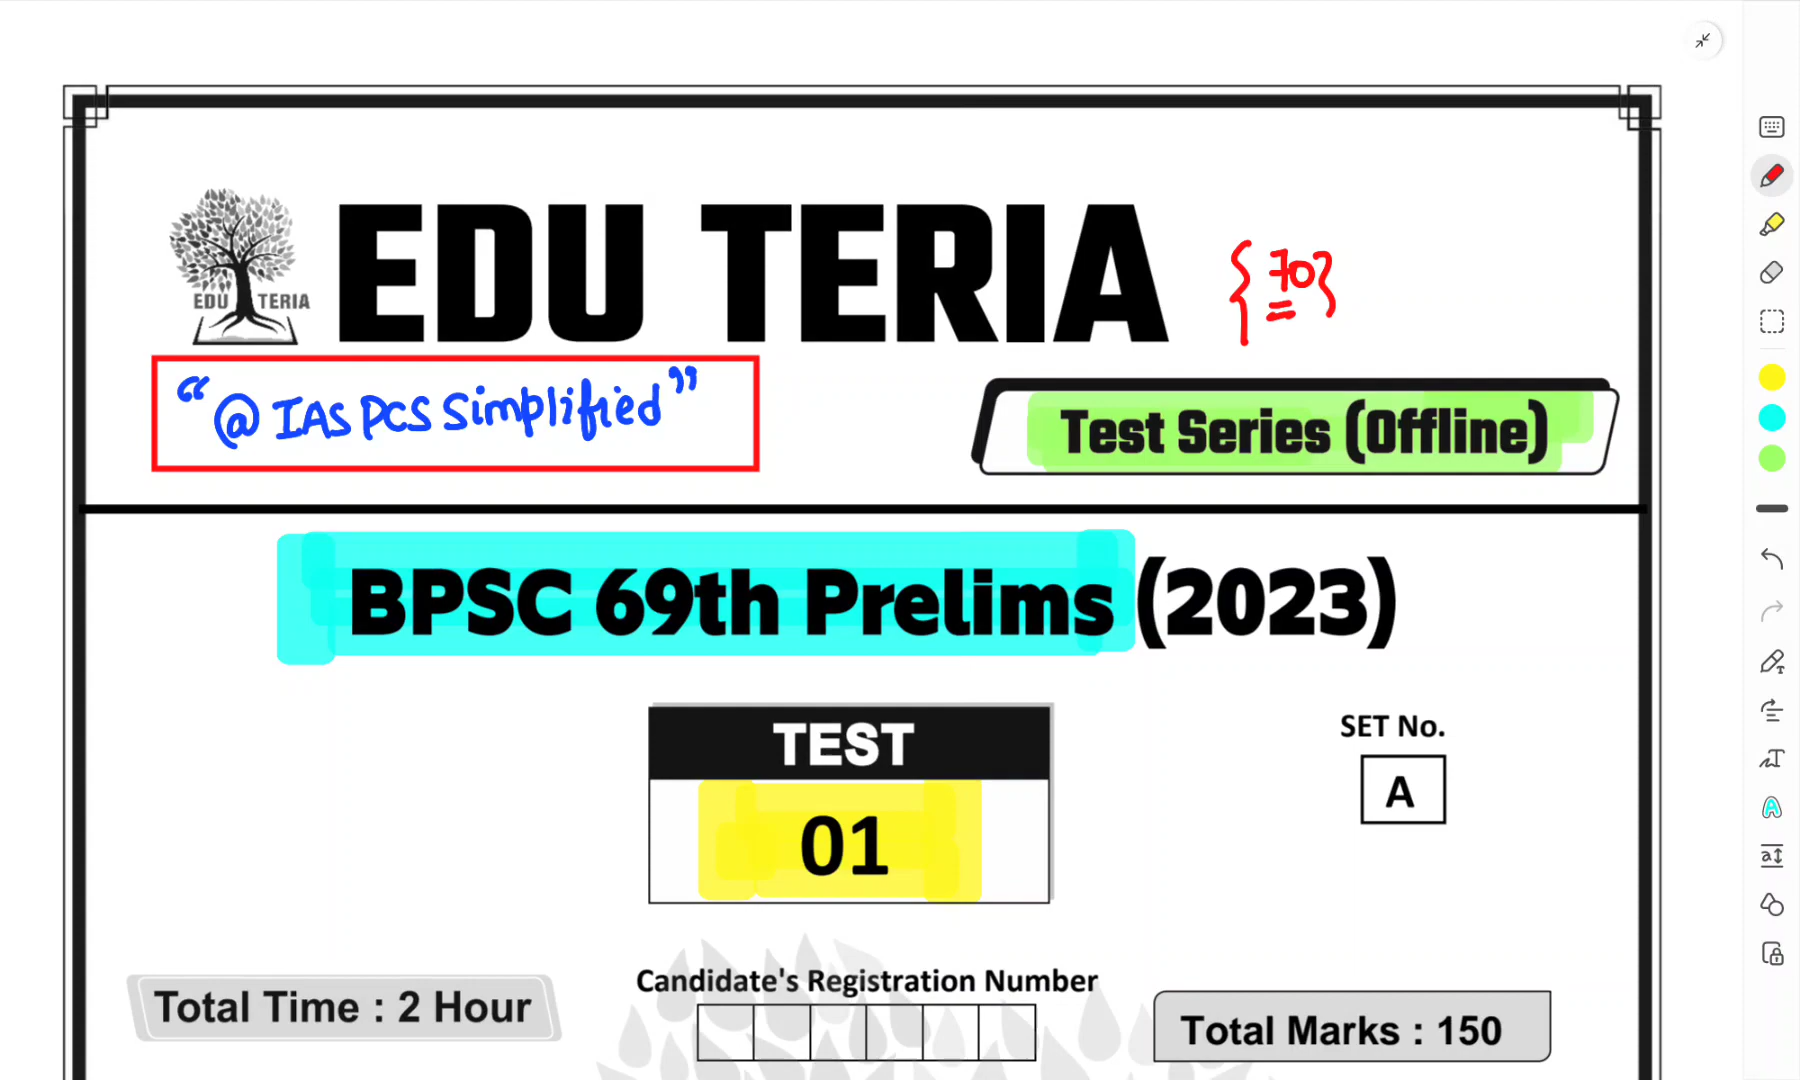 EDU TERIA
EDU TERIA
{70}
“@ IAS PCS Simplified”
Test Series (Offline)
BPSC 69th Prelims (2023)
TEST
01
SET No.
A
Candidate's Registration Number
Total Time : 2 Hour
Total Marks : 150